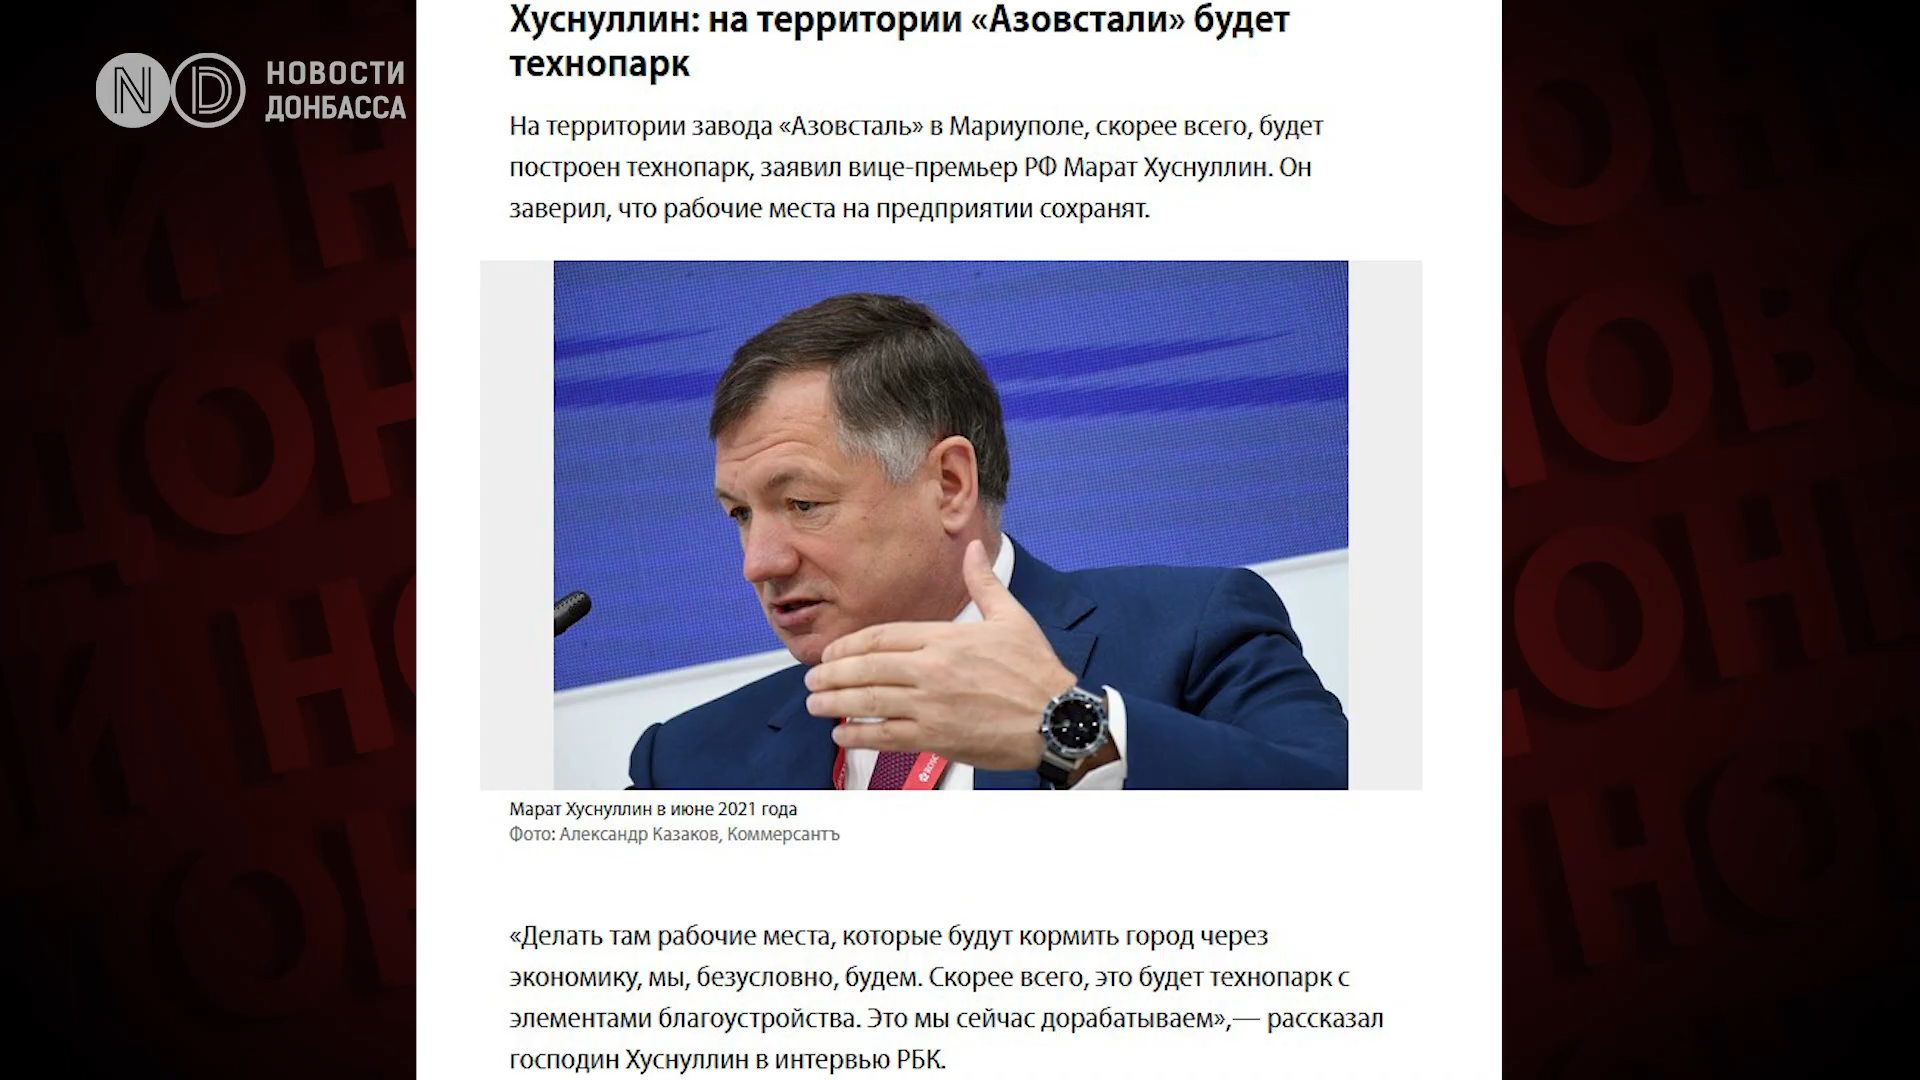 Хуснуллин: на территории «Азовстали» будет
технопарк
ND НОВОСТИ
ДОНБАССА
На территории завода «Азовсталь» в Мариуполе, скорее всего, будет
построен технопарк, заявил вице-премьер РФ Марат Хуснуллин. Он
заверил, что рабочие места на предприятии сохранят.
Марат Хуснуллин в июне 2021 года
Фото: Александр Казаков, Коммерсантъ
«Делать там рабочие места, которые будут кормить город через
экономику, мы, безусловно, будем. Скорее всего, это будет технопарк с
элементами благоустройства. Это мы сейчас дорабатываем»,— рассказал
господин Хуснуллин в интервью РБК.